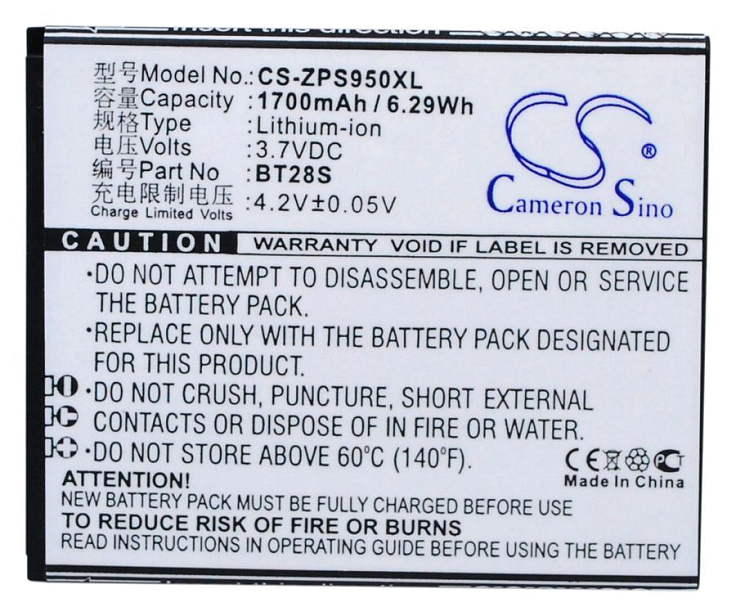 Insert this direction
型号Model No.:CS-ZPS950XL
容量Capacity :1700mAh / 6.29Wh
规格Type :Lithium-ion
电压Volts :3.7VDC
编号Part No :BT28S
充电限制电压 :4.2V±0.05V
Charge Limited Volts
Cameron Sino
®
CAUTION WARRANTY VOID IF LABEL IS REMOVED
•DO NOT ATTEMPT TO DISASSEMBLE, OPEN OR SERVICE
THE BATTERY PACK.
•REPLACE ONLY WITH THE BATTERY PACK DESIGNATED
FOR THIS PRODUCT.
•DO NOT CRUSH, PUNCTURE, SHORT EXTERNAL
CONTACTS OR DISPOSE OF IN FIRE OR WATER.
•DO NOT STORE ABOVE 60°C (140°F).
CE
Made In China
ATTENTION!
NEW BATTERY PACK MUST BE FULLY CHARGED BEFORE USE
TO REDUCE RISK OF FIRE OR BURNS
READ INSTRUCTIONS IN OPERATING GUIDE BEFORE USING BATTERY